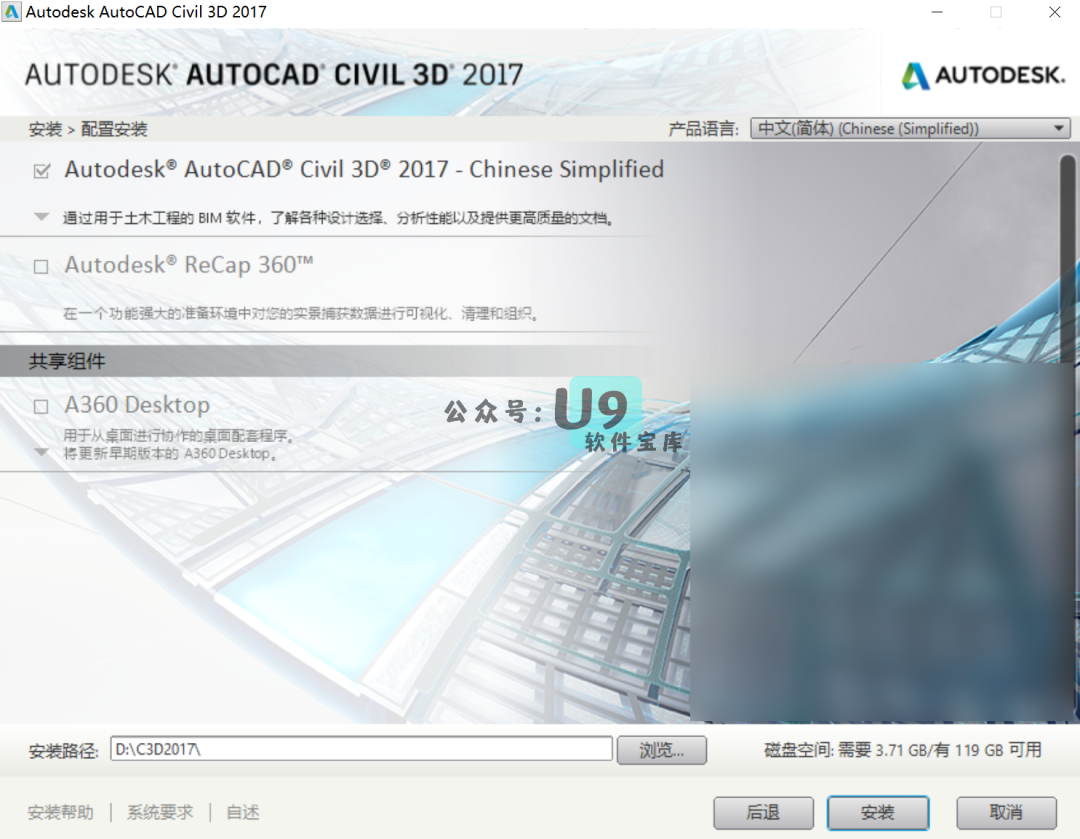 Autodesk AutoCAD Civil 3D 2017
AUTODESK® AUTOCAD® CIVIL 3D® 2017
AUTODESK.
安装 > 配置安装
产品语言: 中文(简体) (Chinese (Simplified))
Autodesk® AutoCAD® Civil 3D® 2017 - Chinese Simplified
通过用于土木工程的 BIM 软件，了解各种设计选择、分析性能以及提供更高质量的文档。
Autodesk® ReCap 360™
在一个功能强大的准备环境中对您的实景捕获数据进行可视化、清理和组织。
共享组件
A360 Desktop
用于从桌面进行协作的桌面配套程序。
将更新早期版本的 A360 Desktop。
公众号: U9
软件宝库
安装路径: D:\C3D2017\ 浏览... 磁盘空间: 需要 3.71 GB/有 119 GB 可用
安装帮助 | 系统要求 | 自述 后退 安装 取消